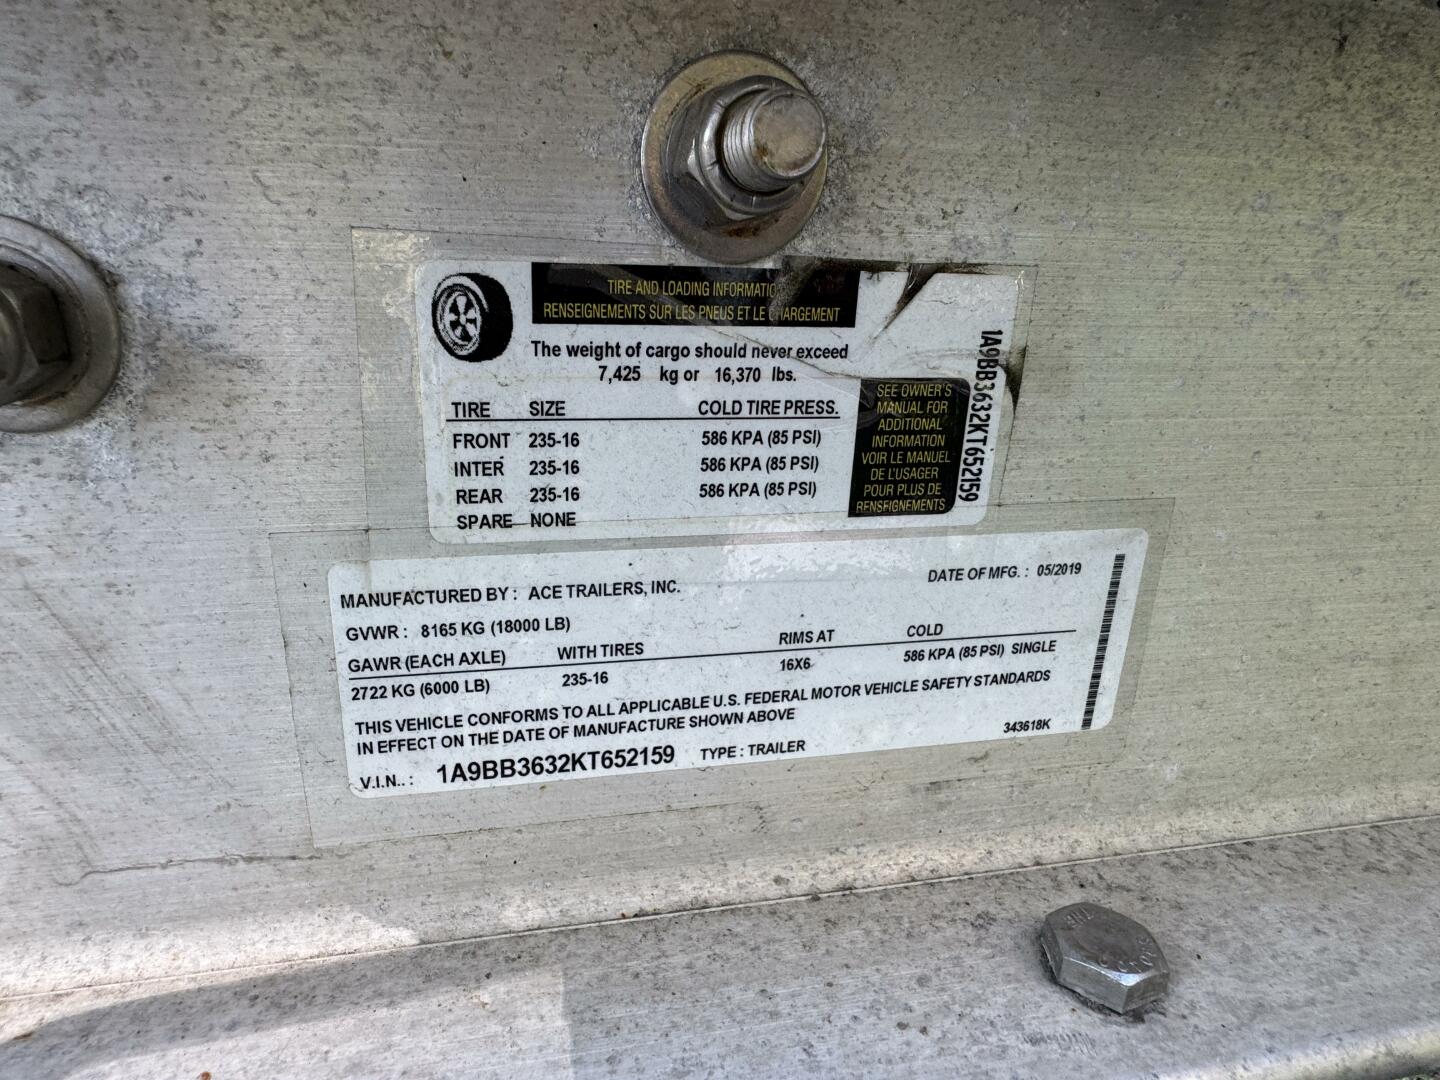 TIRE AND LOADING INFORMATIO
RENSEIGNEMENTS SUR LES PNEUS ET LE CHARGEMENT
The weight of cargo should never exceed
7,425 kg or 16,370 lbs.
TIRE SIZE COLD TIRE PRESS.
FRONT 235-16 586 KPA (85 PSI)
INTER 235-16 586 KPA (85 PSI)
REAR 235-16 586 KPA (85 PSI)
SPARE NONE
SEE OWNER'S
MANUAL FOR
ADDITIONAL
INFORMATION
VOIR LE MANUEL
DE L'USAGER
POUR PLUS DE
RENSEIGNEMENTS
1A9BB3632KT652159
MANUFACTURED BY : ACE TRAILERS, INC. DATE OF MFG. : 05/2019
GVWR : 8165 KG (18000 LB)
GAWR (EACH AXLE) WITH TIRES RIMS AT COLD
2722 KG (6000 LB) 235-16 16X6 586 KPA (85 PSI) SINGLE
THIS VEHICLE CONFORMS TO ALL APPLICABLE U.S. FEDERAL MOTOR VEHICLE SAFETY STANDARDS
IN EFFECT ON THE DATE OF MANUFACTURE SHOWN ABOVE
343618K
V.I.N.. : 1A9BB3632KT652159 TYPE : TRAILER